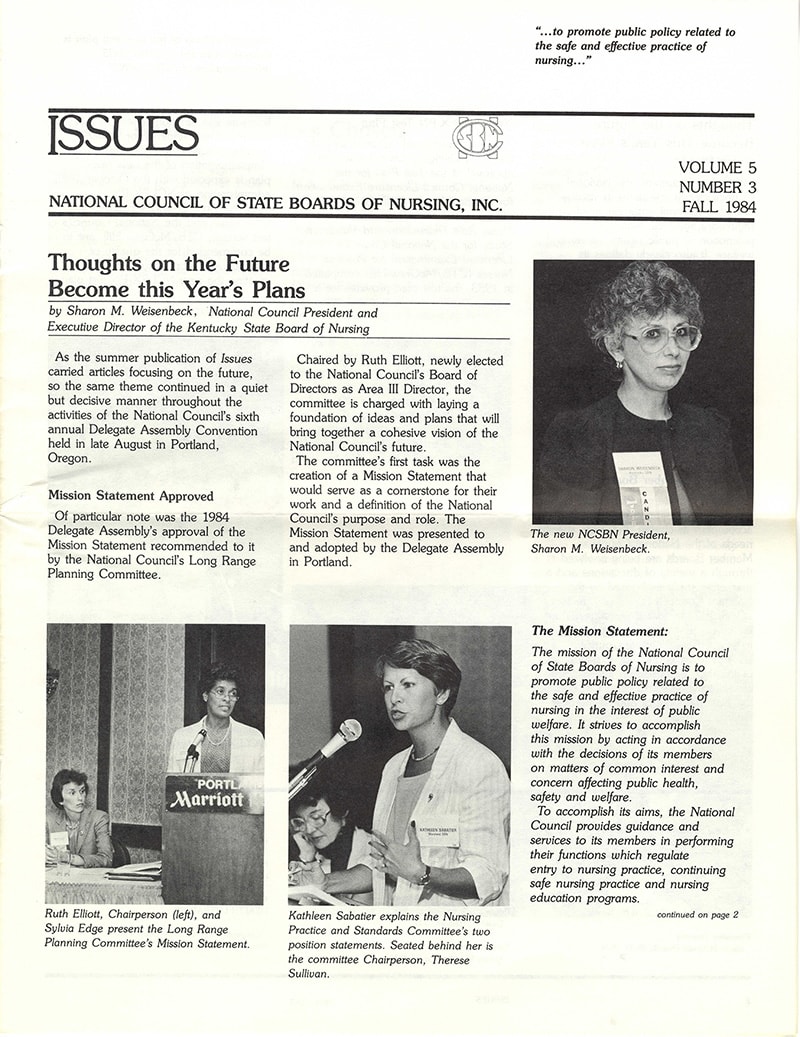 “...to promote public policy related to
the safe and effective practice of
nursing...”
ISSUES
NATIONAL COUNCIL OF STATE BOARDS OF NURSING, INC.
VOLUME 5
NUMBER 3
FALL 1984
Thoughts on the Future
Become this Year’s Plans
by Sharon M. Weisenbeck, National Council President and
Executive Director of the Kentucky State Board of Nursing
As the summer publication of Issues
carried articles focusing on the future,
so the same theme continued in a quiet
but decisive manner throughout the
activities of the National Council’s sixth
annual Delegate Assembly Convention
held in late August in Portland,
Oregon.
Mission Statement Approved
Of particular note was the 1984
Delegate Assembly’s approval of the
Mission Statement recommended to it
by the National Council’s Long Range
Planning Committee.
Chaired by Ruth Elliott, newly elected
to the National Council’s Board of
Directors as Area III Director, the
committee is charged with laying a
foundation of ideas and plans that will
bring together a cohesive vision of the
National Council’s future.
The committee’s first task was the
creation of a Mission Statement that
would serve as a cornerstone for their
work and a definition of the National
Council’s purpose and role. The
Mission Statement was presented to
and adopted by the Delegate Assembly
in Portland.
SHARON WEISENBECK
CAND
The new NCSBN President,
Sharon M. Weisenbeck.
PORTLA
Marriott
Ruth Elliott, Chairperson (left), and
Sylvia Edge present the Long Range
Planning Committee’s Mission Statement.
KATHLEEN SABATIER
Kathleen Sabatier explains the Nursing
Practice and Standards Committee’s two
position statements. Seated behind her is
the committee Chairperson, Therese
Sullivan.
The Mission Statement:
The mission of the National Council
of State Boards of Nursing is to
promote public policy related to
the safe and effective practice of
nursing in the interest of public
welfare. It strives to accomplish
this mission by acting in accordance
with the decisions of its members
on matters of common interest and
concern affecting public health,
safety and welfare.
To accomplish its aims, the National
Council provides guidance and
services to its members in performing
their functions which regulate
entry to nursing practice, continuing
safe nursing practice and nursing
education programs.
continued on page 2